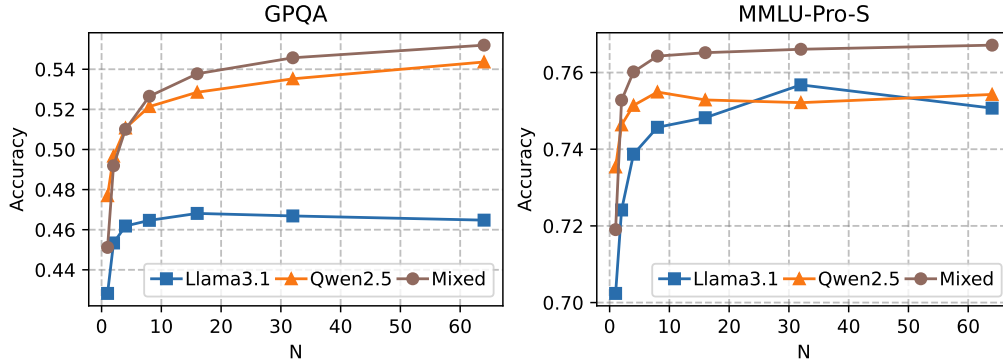 GPQA
Accuracy
0.54
0.52
0.50
0.48
0.46
0.44
0 10 20 30 40 50 60
N
Llama3.1 Qwen2.5 Mixed
MMLU-Pro-S
Accuracy
0.76
0.74
0.72
0.70
0 10 20 30 40 50 60
N
Llama3.1 Qwen2.5 Mixed